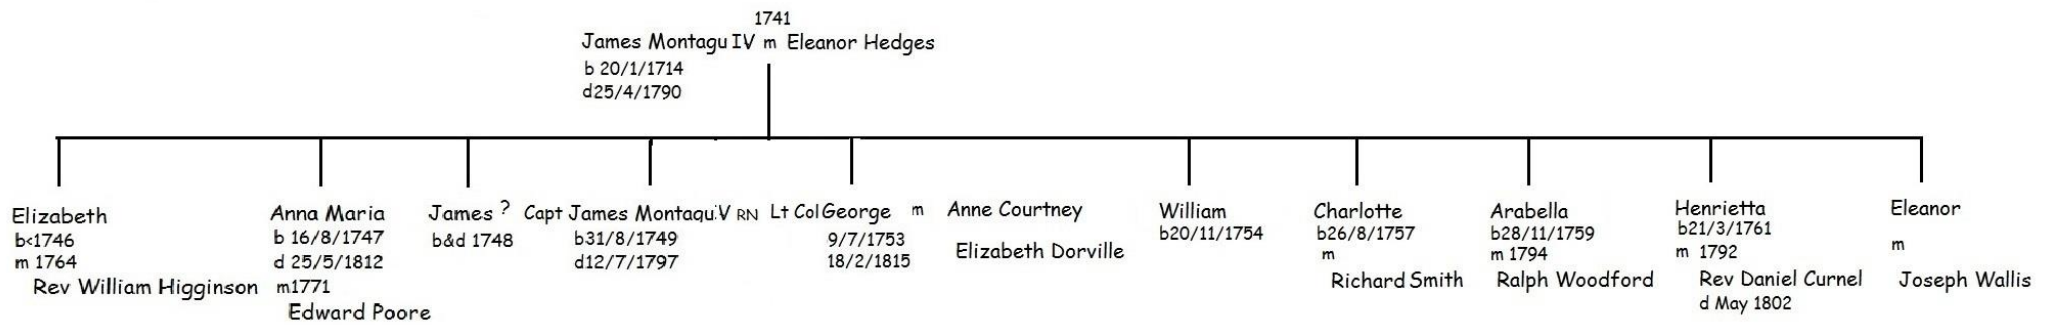 1741
James Montagu IV m Eleanor Hedges
b 20/1/1714
d25/4/1790
Elizabeth
b<1746
m 1764
Rev William Higginson
Anna Maria
b 16/8/1747
d 25/5/1812
m1771
Edward Poore
James ?
b&d 1748
Capt James Montagu V RN
b31/8/1749
d12/7/1797
Lt Col George m Anne Courtney
9/7/1753
18/2/1815
Elizabeth Dorville
William
b20/11/1754
Charlotte
b26/8/1757
m
Richard Smith
Arabella
b28/11/1759
m 1794
Ralph Woodford
Henrietta
b21/3/1761
m 1792
Rev Daniel Curnel
d May 1802
Eleanor
m
Joseph Wallis